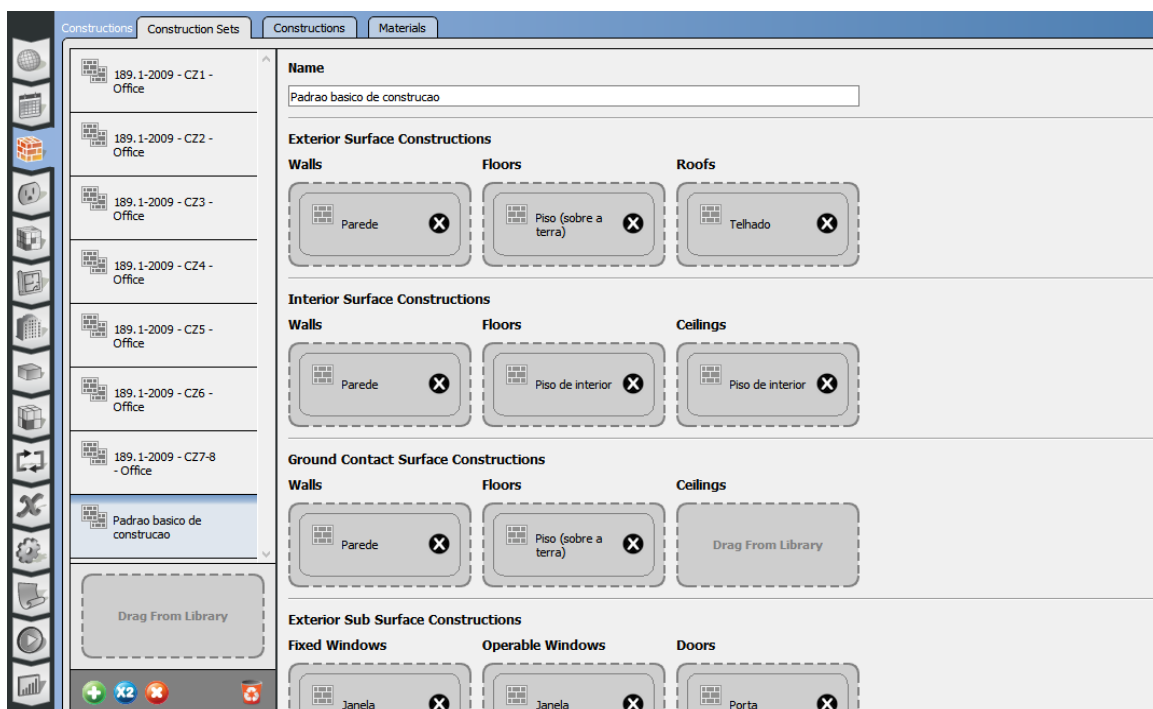 Constructions
Construction Sets
Constructions
Materials
189.1-2009 - CZ1 -
Office
189.1-2009 - CZ2 -
Office
189.1-2009 - CZ3 -
Office
189.1-2009 - CZ4 -
Office
189.1-2009 - CZ5 -
Office
189.1-2009 - CZ6 -
Office
189.1-2009 - CZ7-8
- Office
Padrao basico de
construcao
Drag From Library
X2
Name
Padrao basico de construcao
Exterior Surface Constructions
Walls
Floors
Roofs
Parede
Piso (sobre a
terra)
Telhado
Interior Surface Constructions
Walls
Floors
Ceilings
Parede
Piso de interior
Piso de interior
Ground Contact Surface Constructions
Walls
Floors
Ceilings
Parede
Piso (sobre a
terra)
Drag From Library
Exterior Sub Surface Constructions
Fixed Windows
Operable Windows
Doors
Janela
Janela
Porta